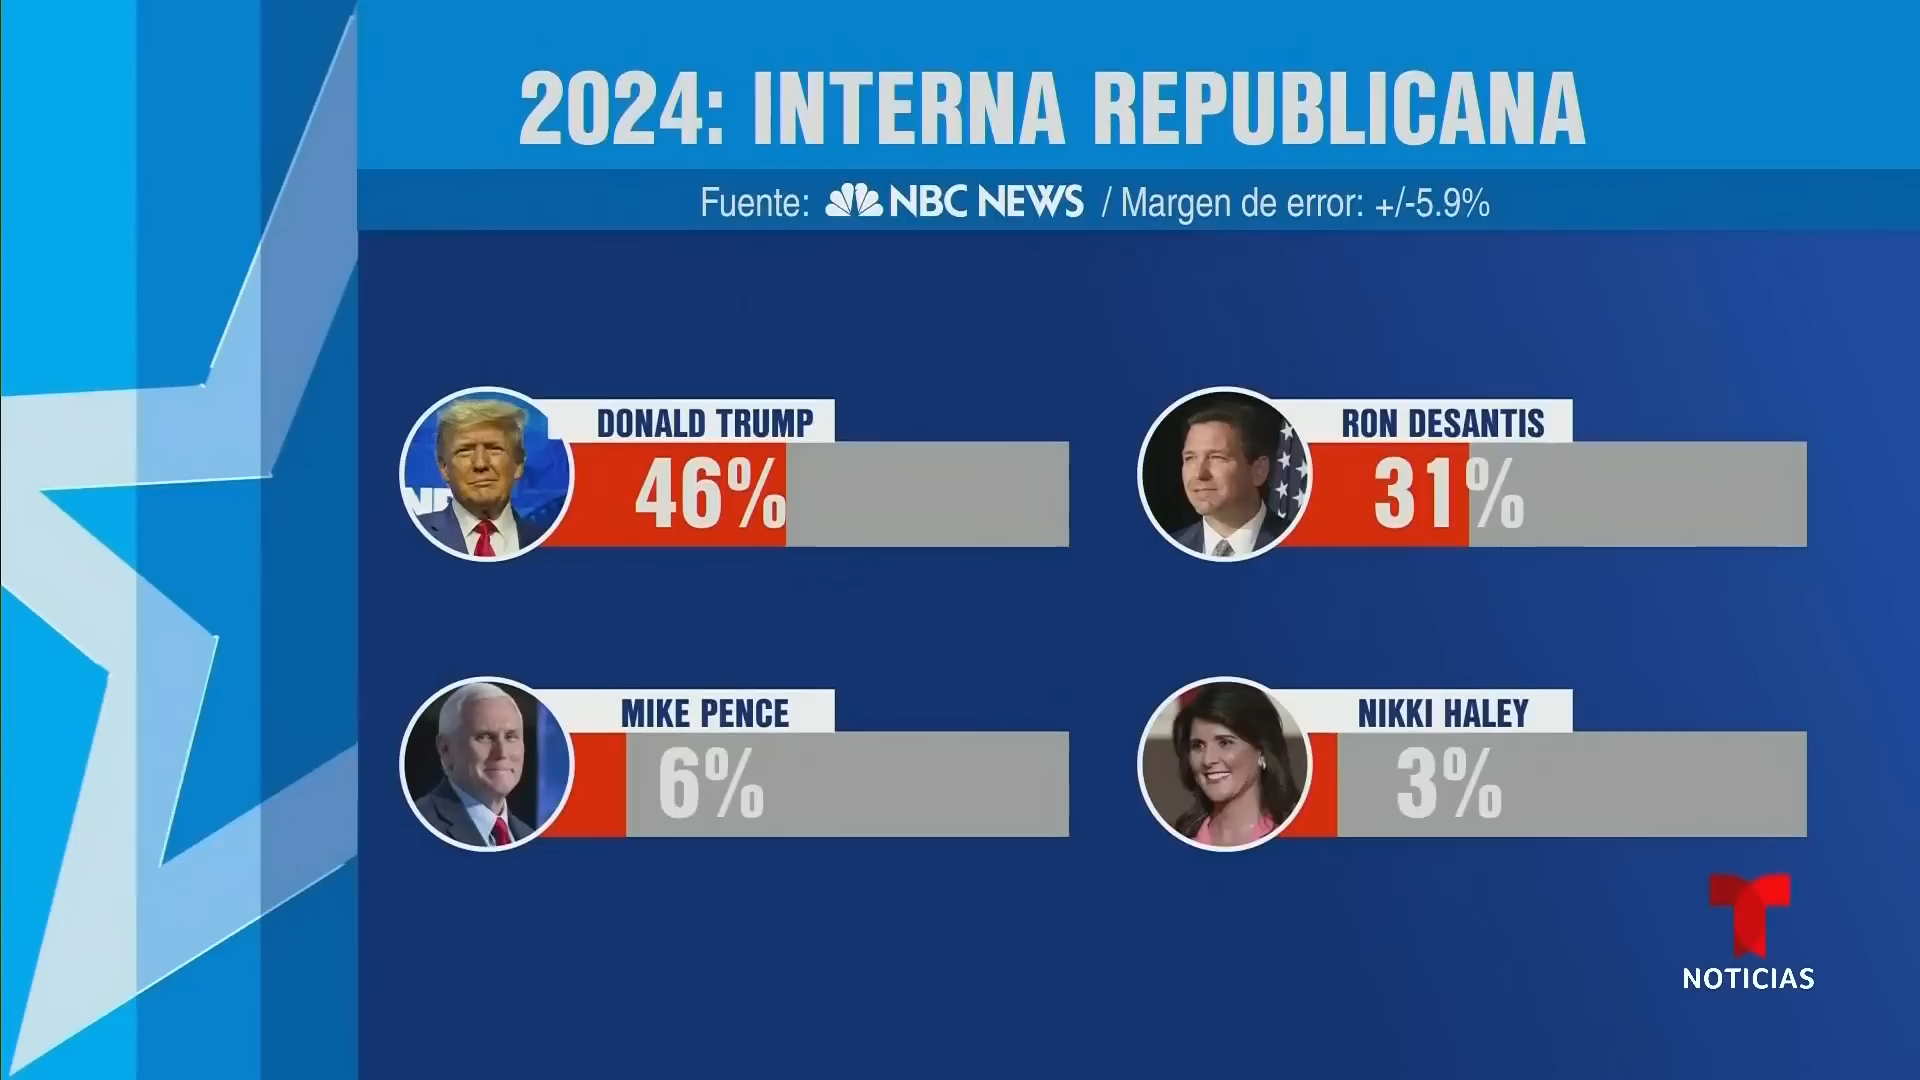 2024: INTERNA REPUBLICANA
Fuente: NBC NEWS / Margen de error: +/-5.9%
DONALD TRUMP
46%
RON DESANTIS
31%
MIKE PENCE
6%
NIKKI HALEY
3%
NOTICIAS